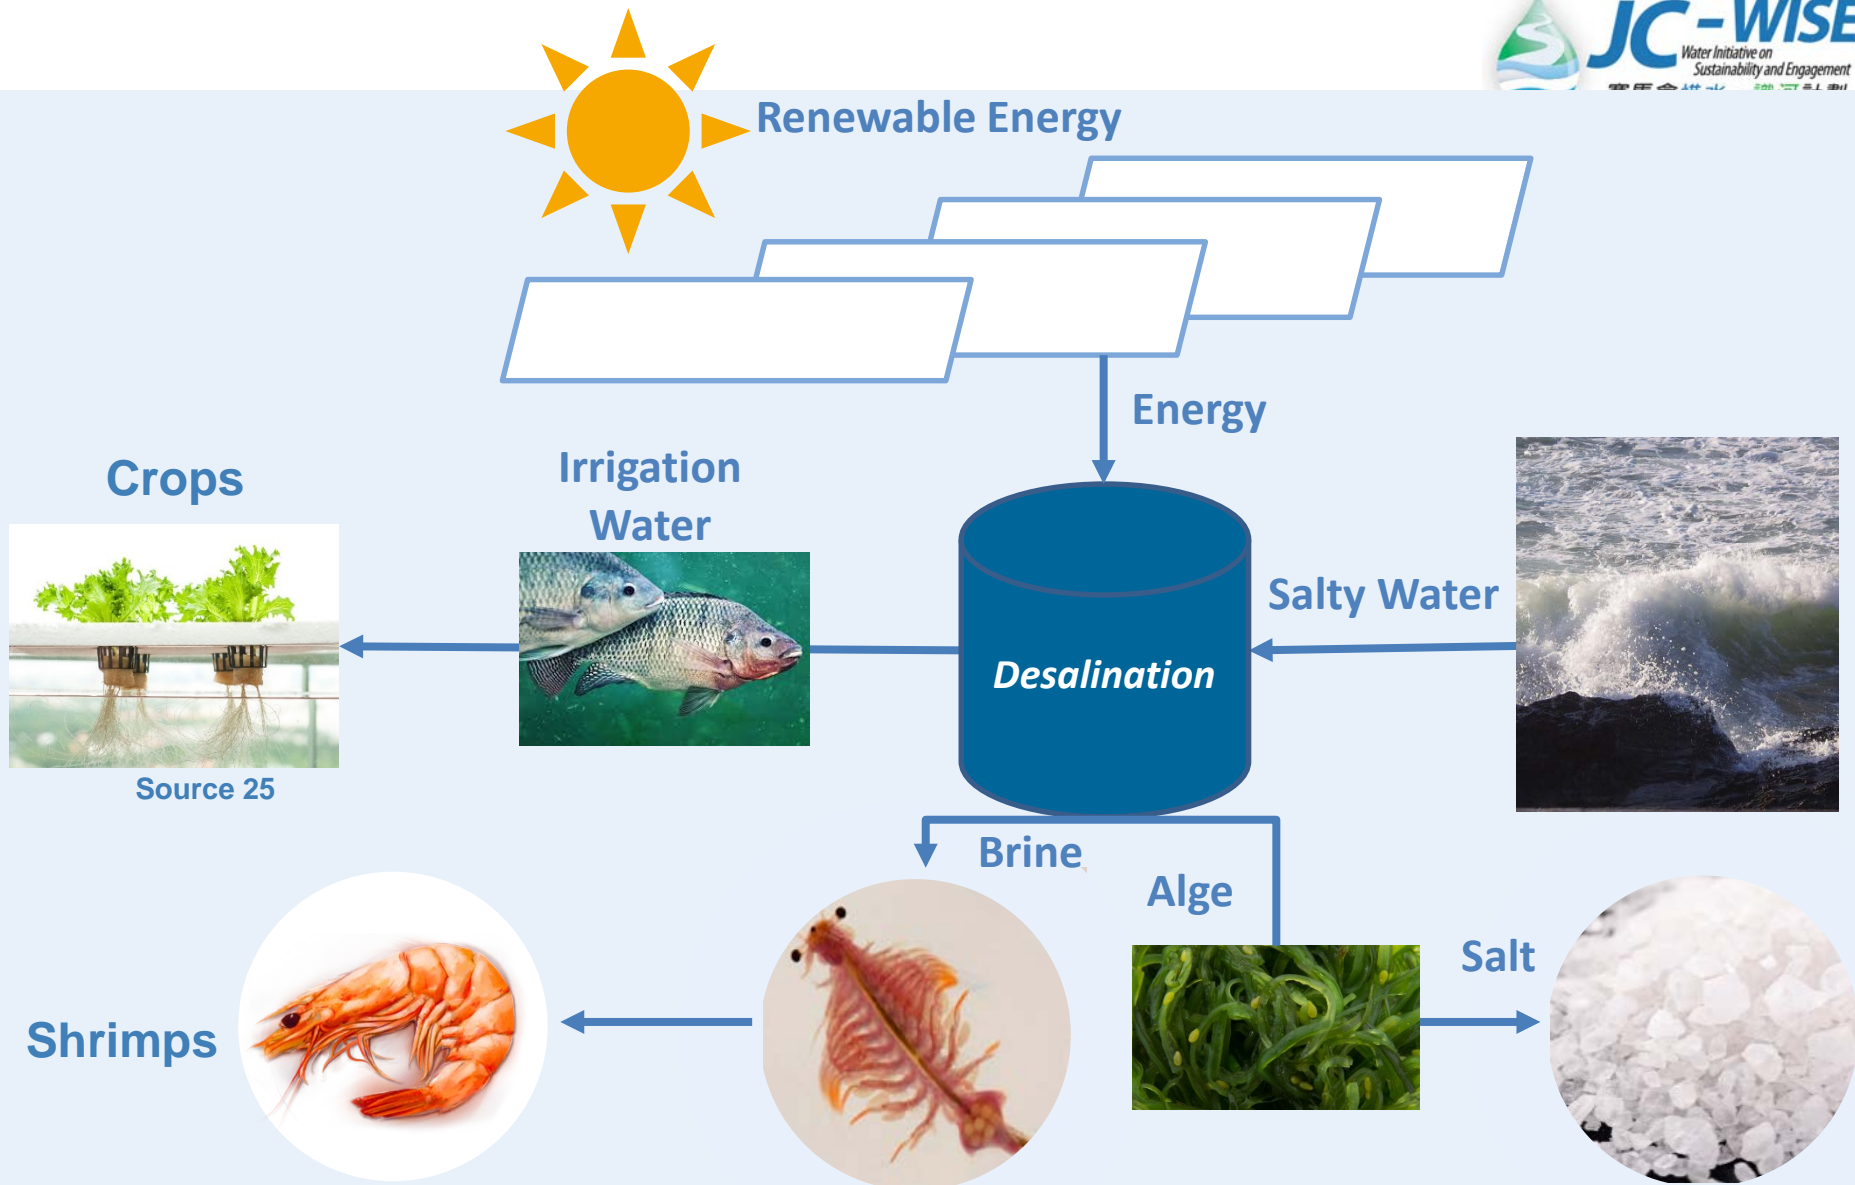 JC-WISE
Water Initiative on
Sustainability and Engagement
Renewable Energy
Energy
Crops
Irrigation
Water
Salty Water
Desalination
Source 25
Brine
Alge
Salt
Shrimps